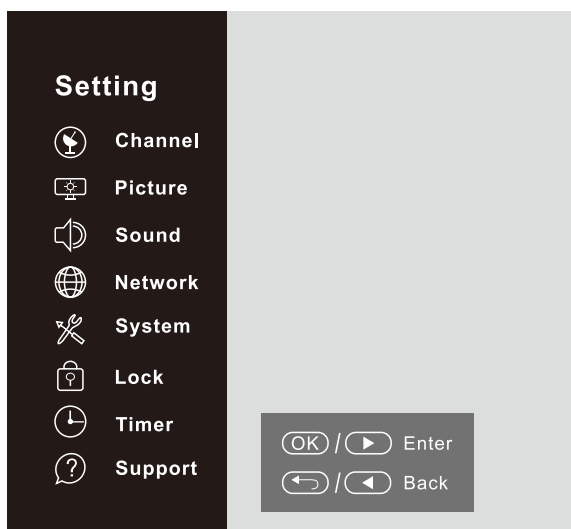 Setting
Channel
Picture
Sound
Network
System
Lock
Timer
Support
OK / Enter
/ Back